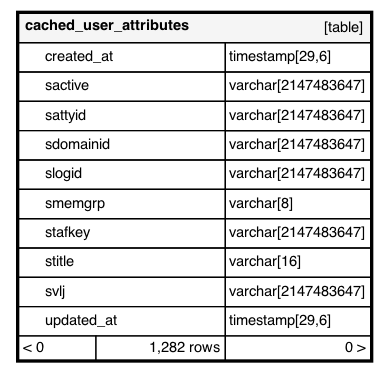 cached_user_attributes [table]
created_at timestamp[29,6]
sactive varchar[2147483647]
sattyid varchar[2147483647]
sdomainid varchar[2147483647]
slogid varchar[2147483647]
smemgrp varchar[8]
stafkey varchar[2147483647]
stitle varchar[16]
svlj varchar[2147483647]
updated_at timestamp[29,6]
< 0 1,282 rows 0 >